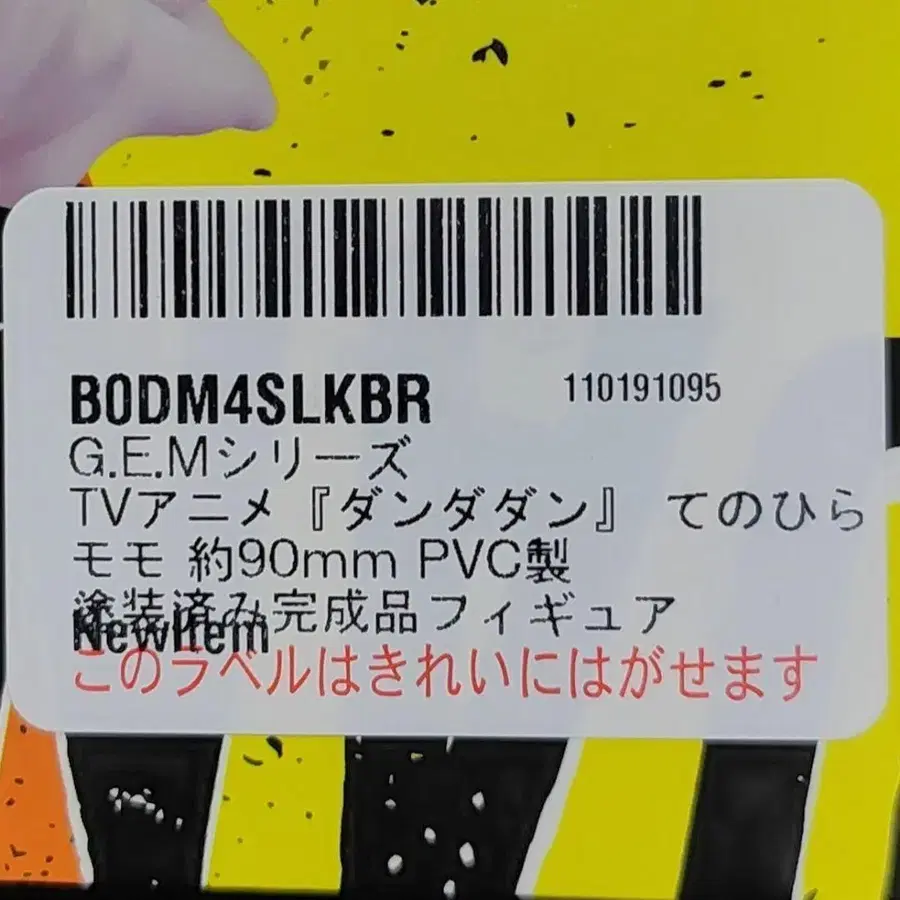 B0DM4SLKBR 110191095
G.E.Mシリーズ
TVアニメ『ダンダダン』 てのひら
モモ 約90mm PVC製
塗装済み完成品フィギュア
NewItem
このラベルはきれいにはがせます